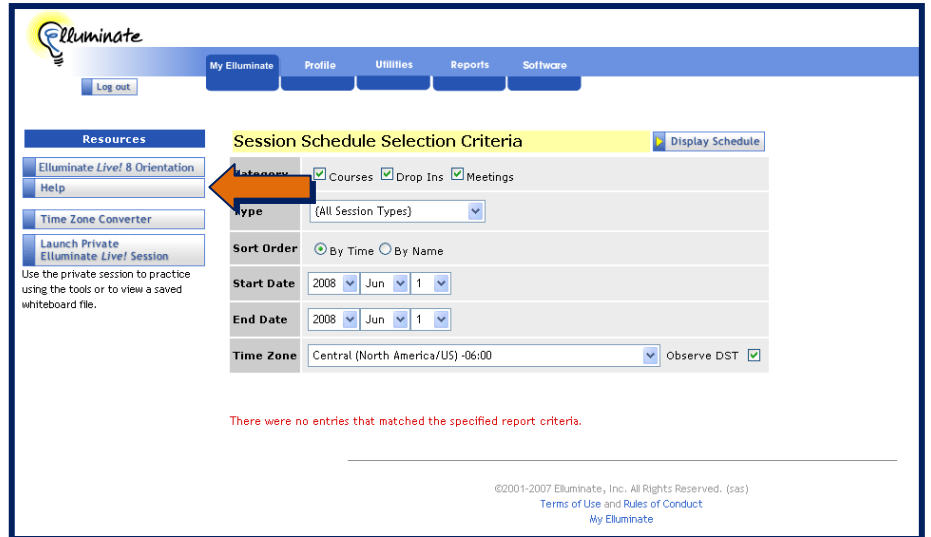 Elluminate
My Elluminate Profile Utilities Reports Software
Log out
Resources
Elluminate Live! 8 Orientation
Help
Time Zone Converter
Launch Private
Elluminate Live! Session
Use the private session to practice
using the tools or to view a saved
whiteboard file.
Session Schedule Selection Criteria
Display Schedule
Category Courses Drop Ins Meetings
Type {All Session Types}
Sort Order By Time By Name
Start Date 2008 Jun 1
End Date 2008 Jun 1
Time Zone Central (North America/US) -06:00 Observe DST
There were no entries that matched the specified report criteria.
©2001-2007 Elluminate, Inc. All Rights Reserved. (sas)
Terms of Use and Rules of Conduct
My Elluminate